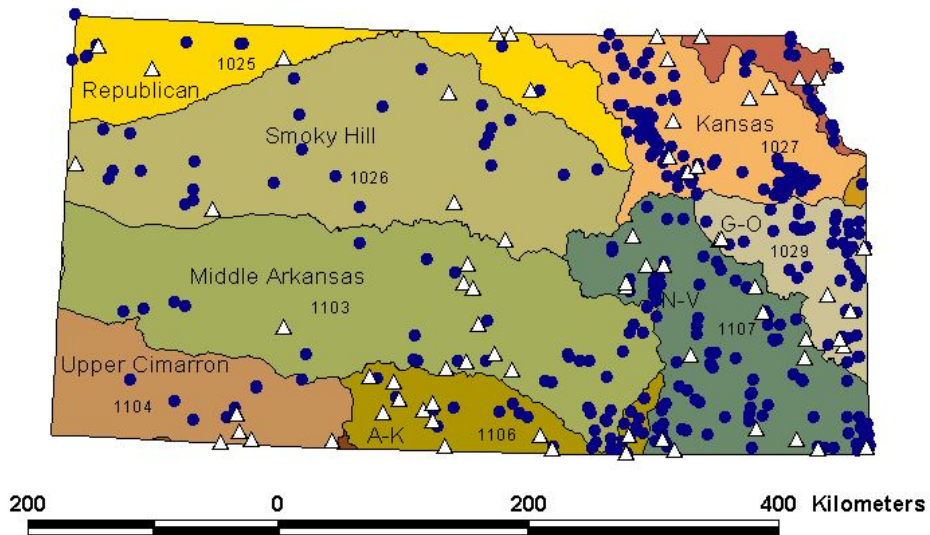 1025
Republican
Kansas
Smoky Hill
1027
1026
G-O
1029
Middle Arkansas
N-V
1103
1107
Upper Cimarron
1104
A-K
1106
200 0 200 400 Kilometers